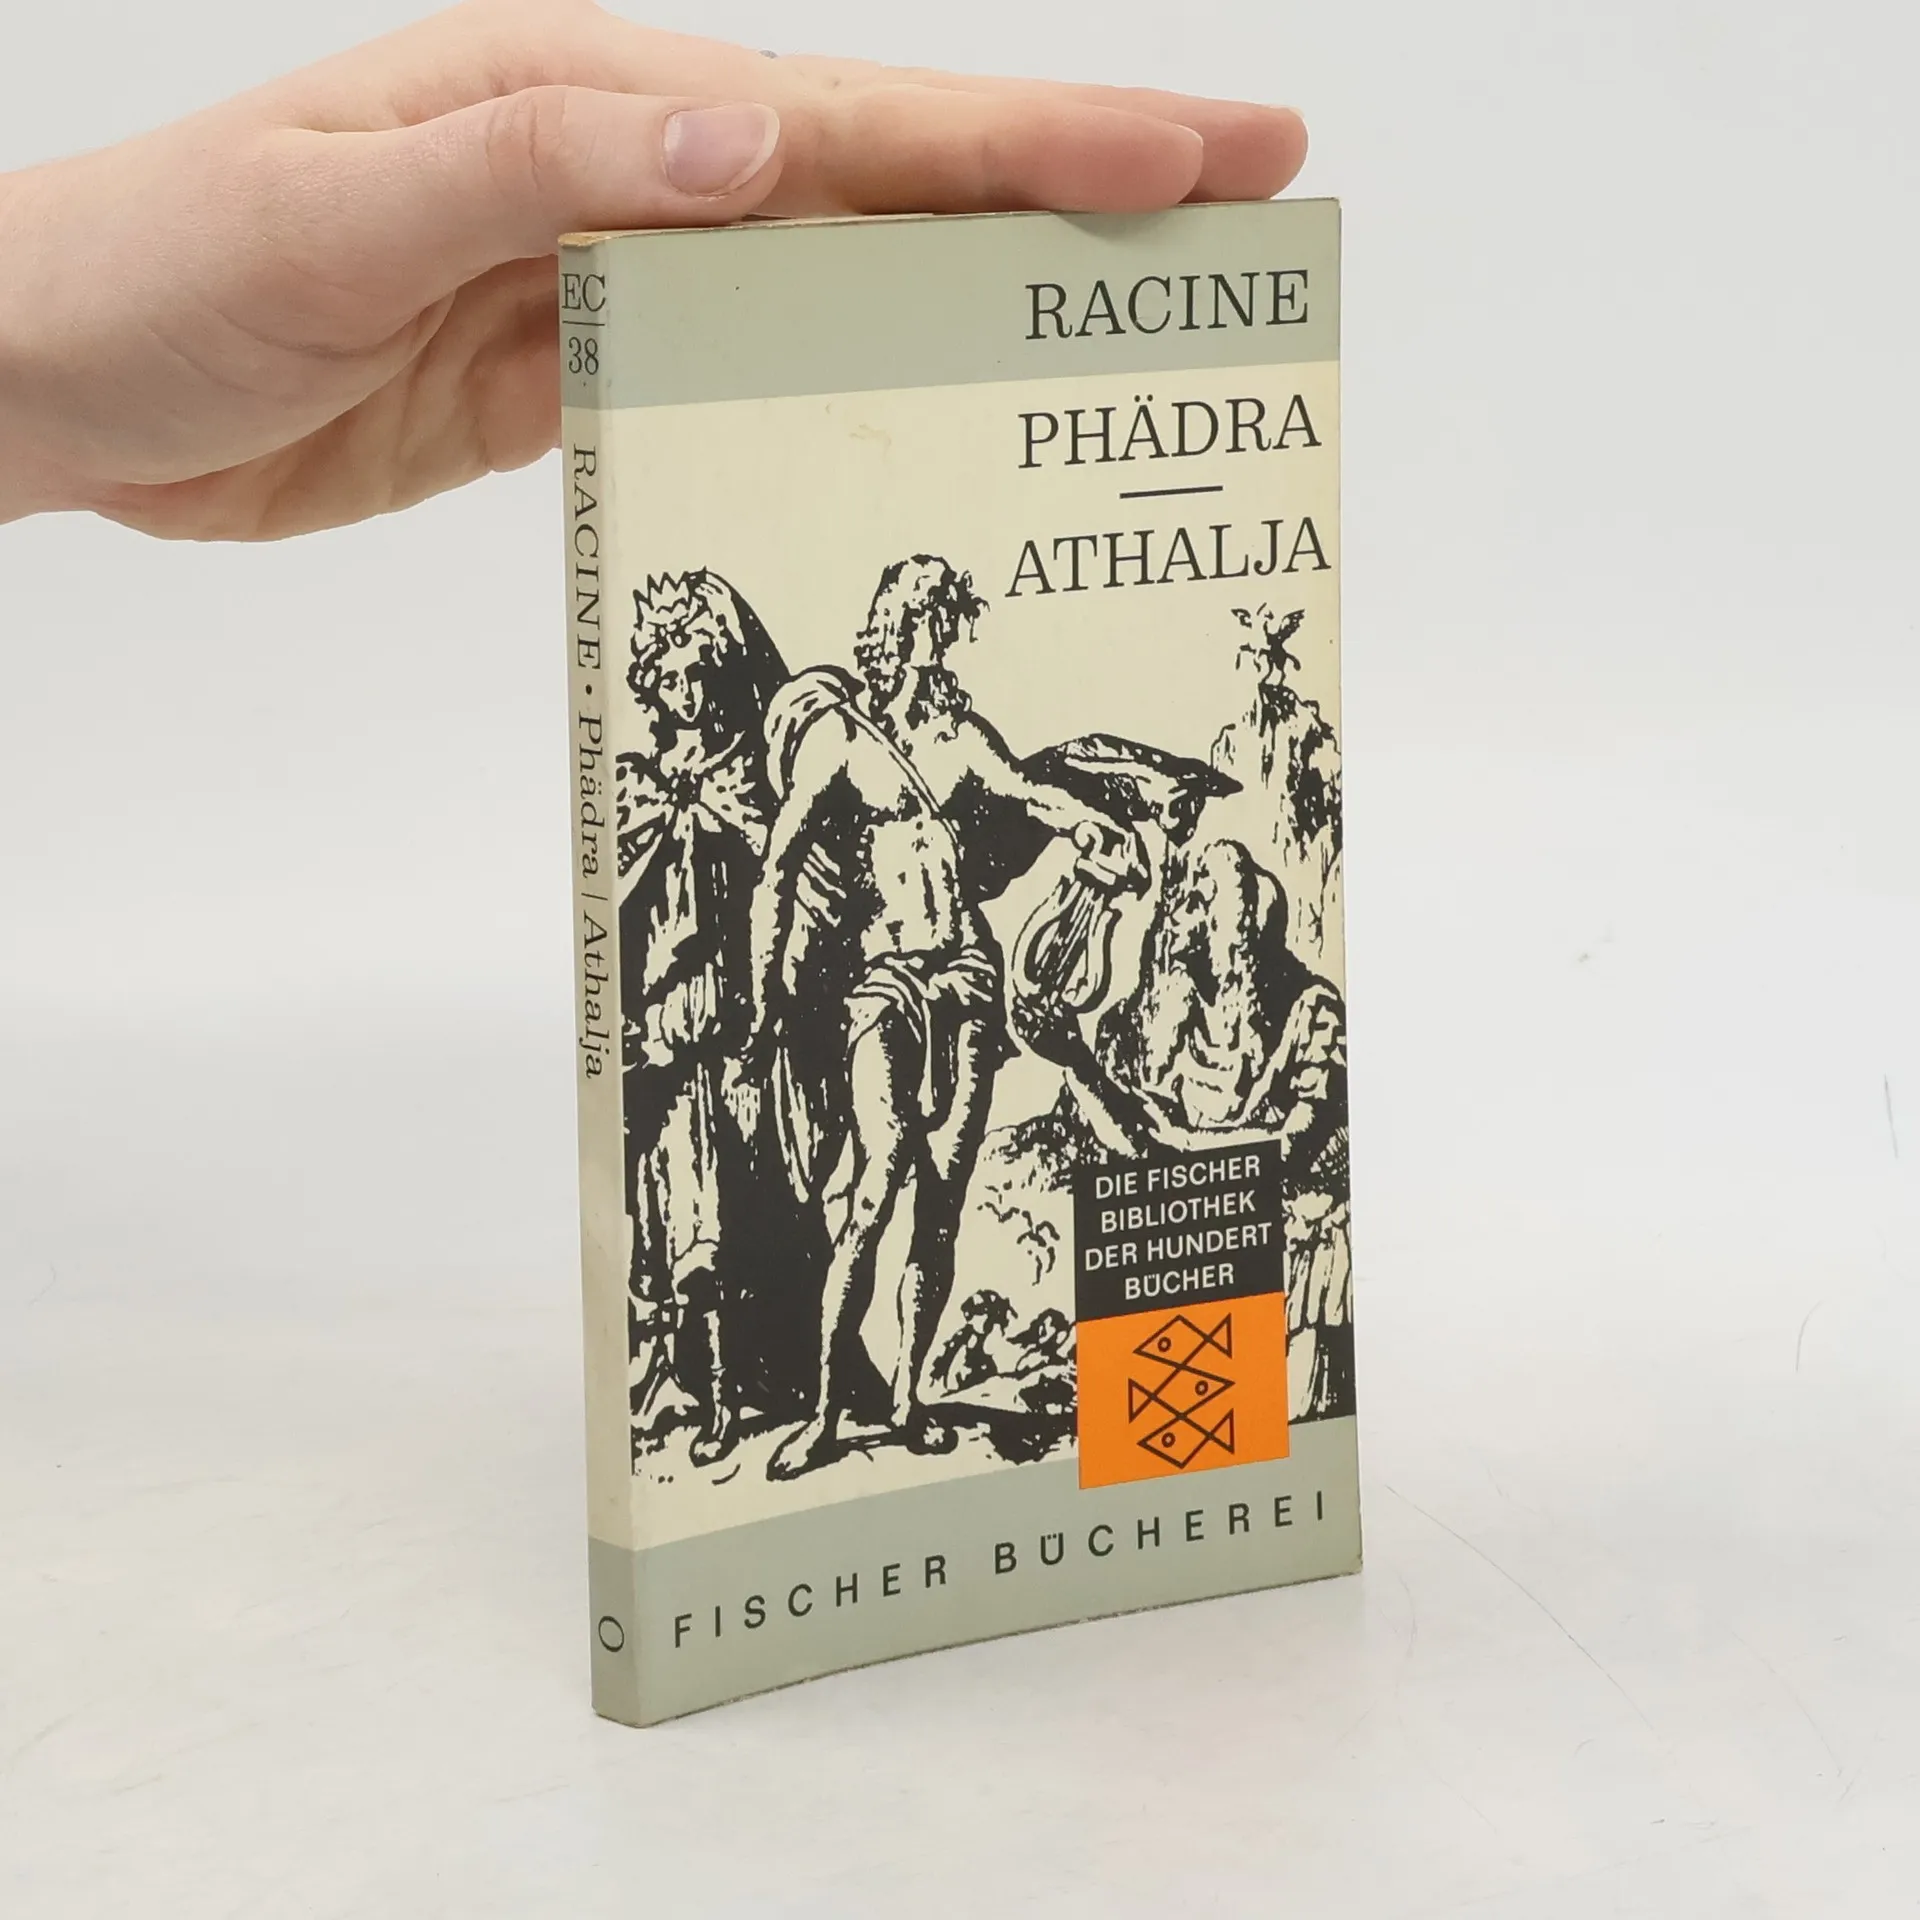 EC
38
RACINE • Phädra | Athalja
O
RACINE
PHÄDRA
ATHALJA
DIE FISCHER
BIBLIOTHEK
DER HUNDERT
BÜCHER
FISCHER BÜCHEREI